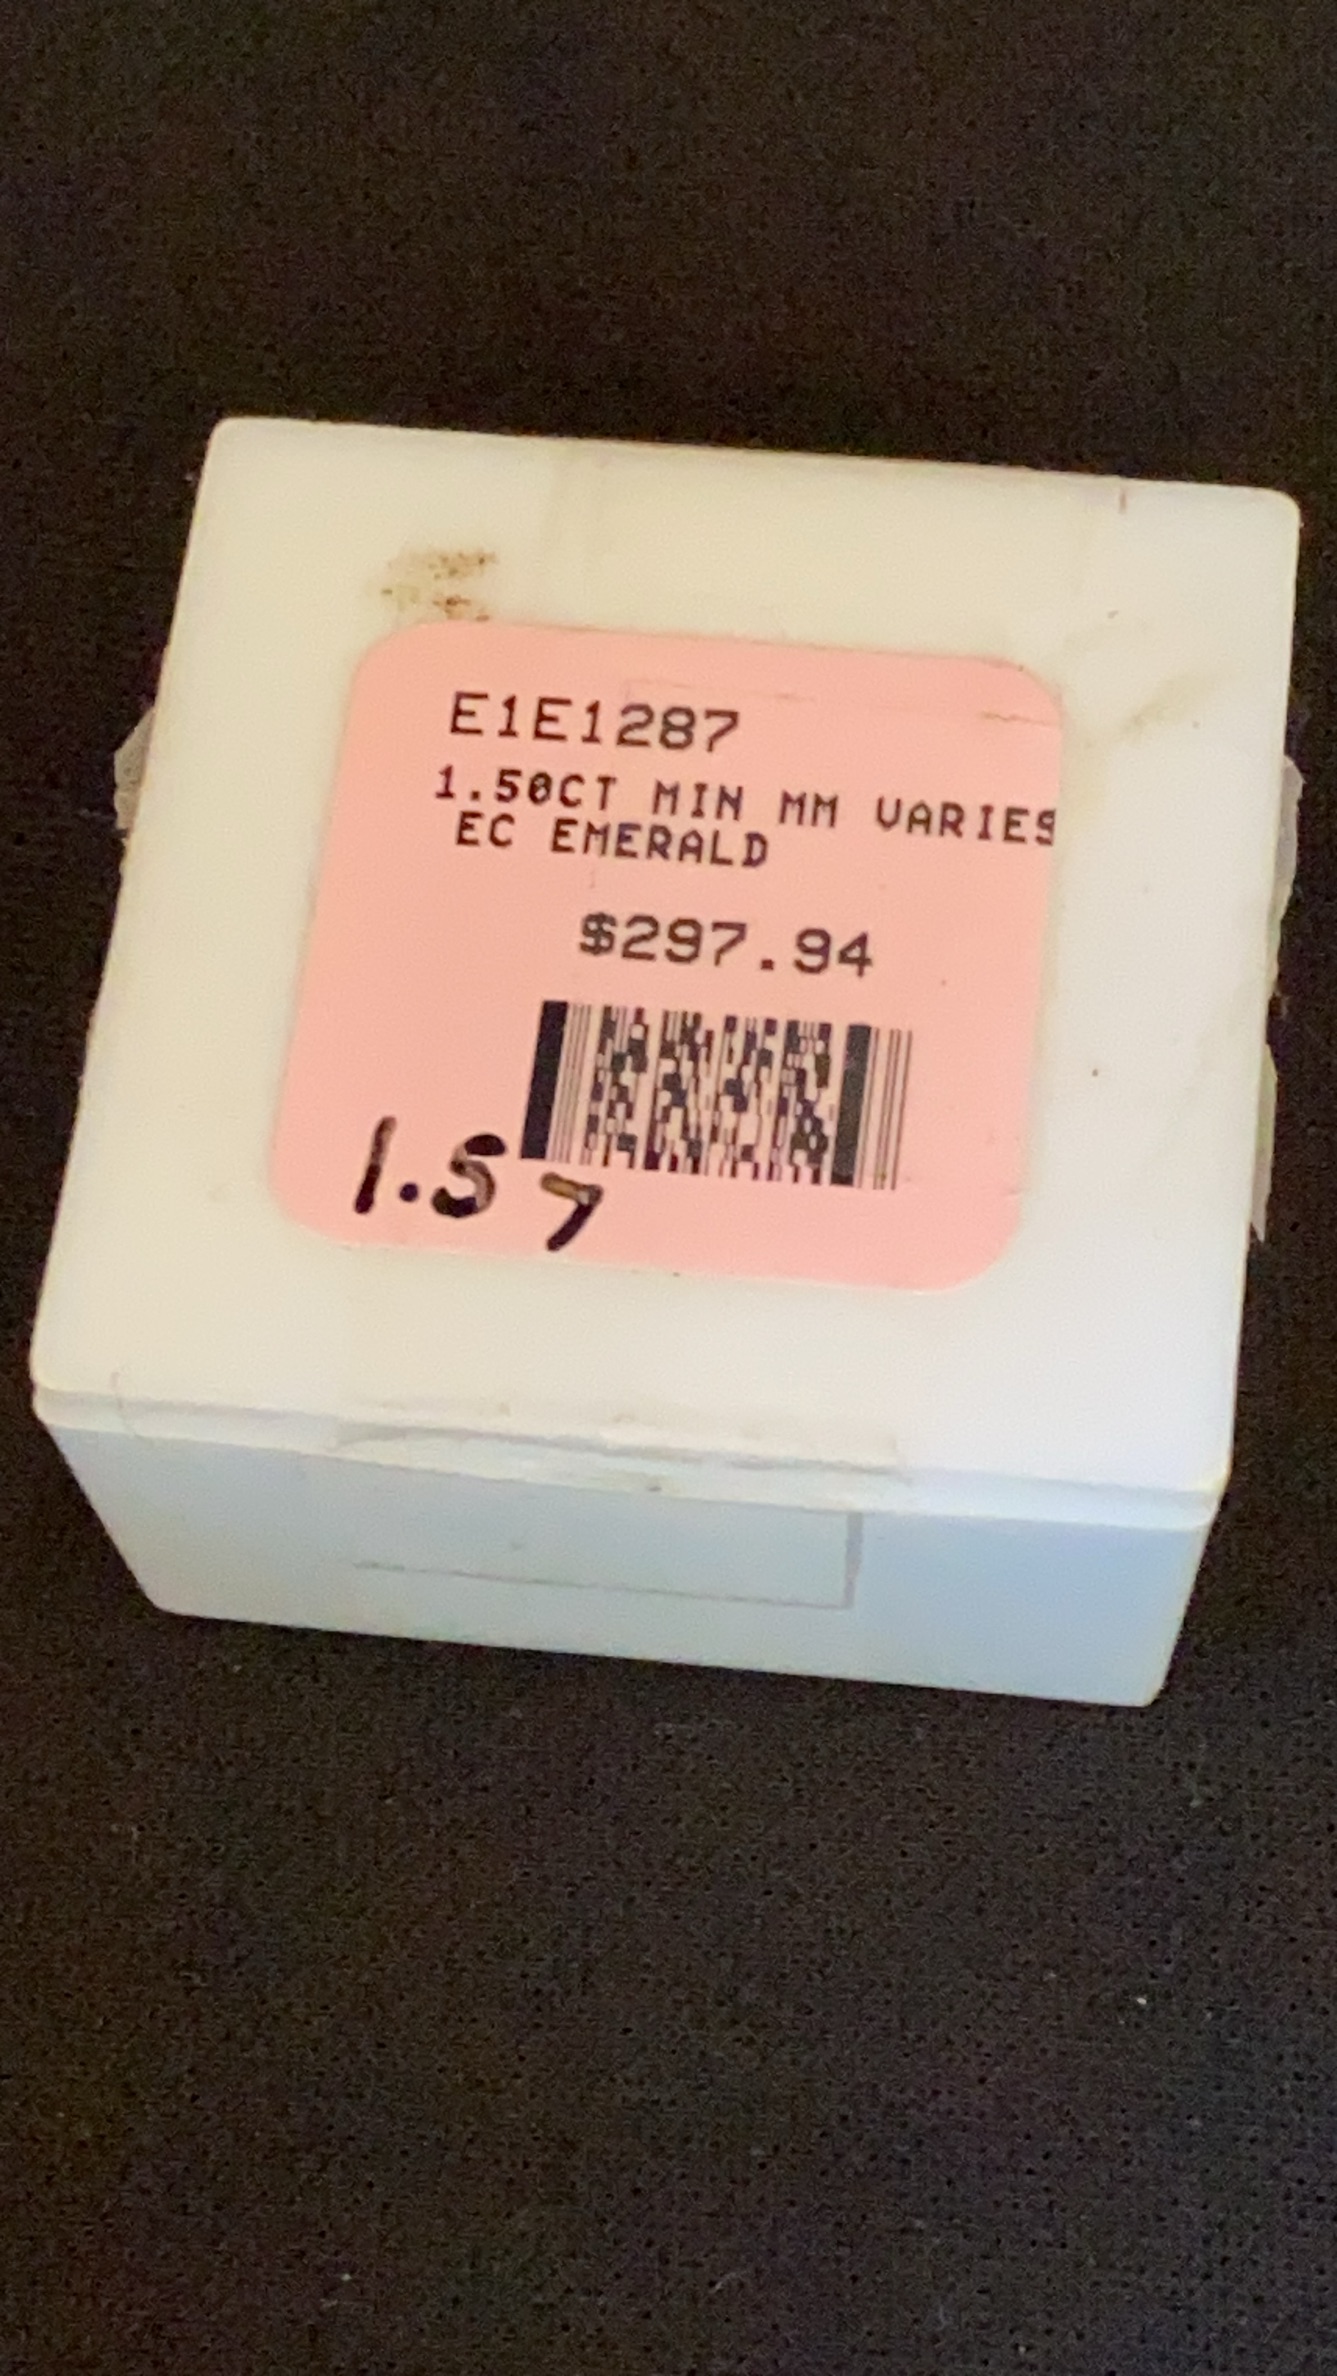 E1E1287
1.50CT MIN MM VARIES
EC EMERALD
$297.94
1.57